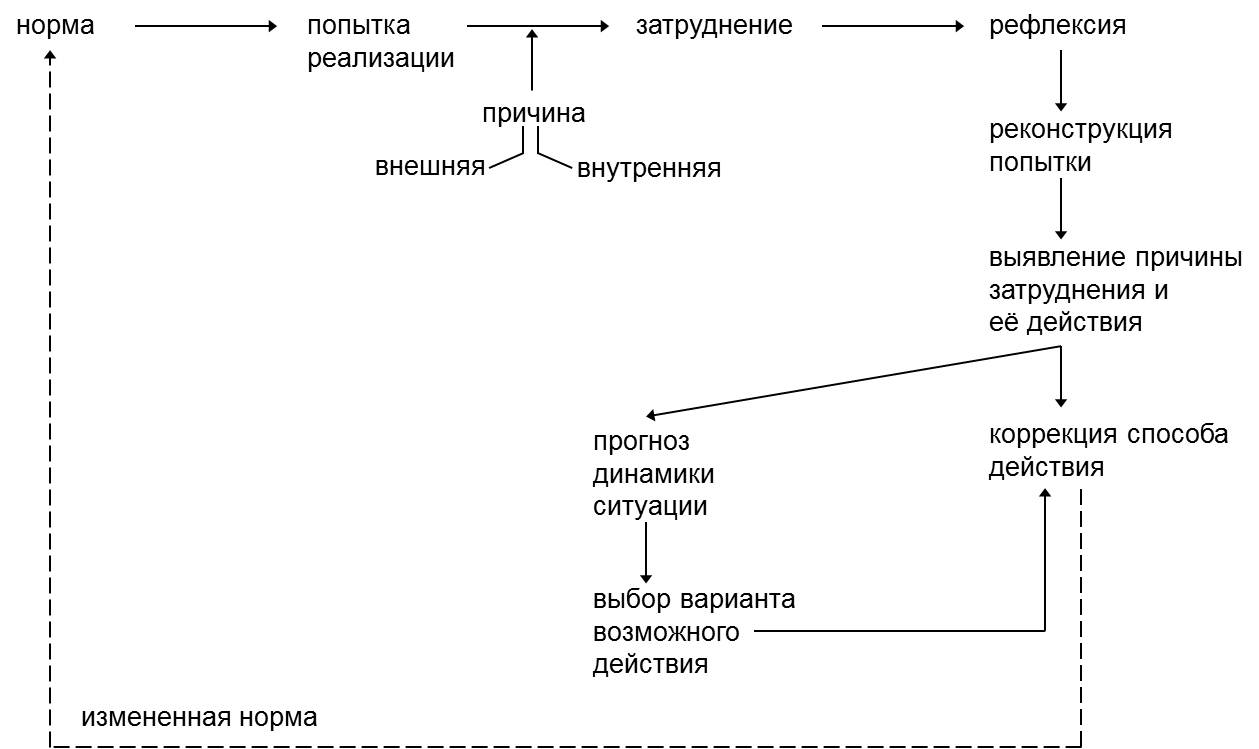 норма
попытка
реализации
затруднение
рефлексия
причина
внешняя
внутренняя
реконструкция
попытки
выявление причины
затруднения и
её действия
прогноз
динамики
ситуации
коррекция способа
действия
выбор варианта
возможного
действия
измененная норма